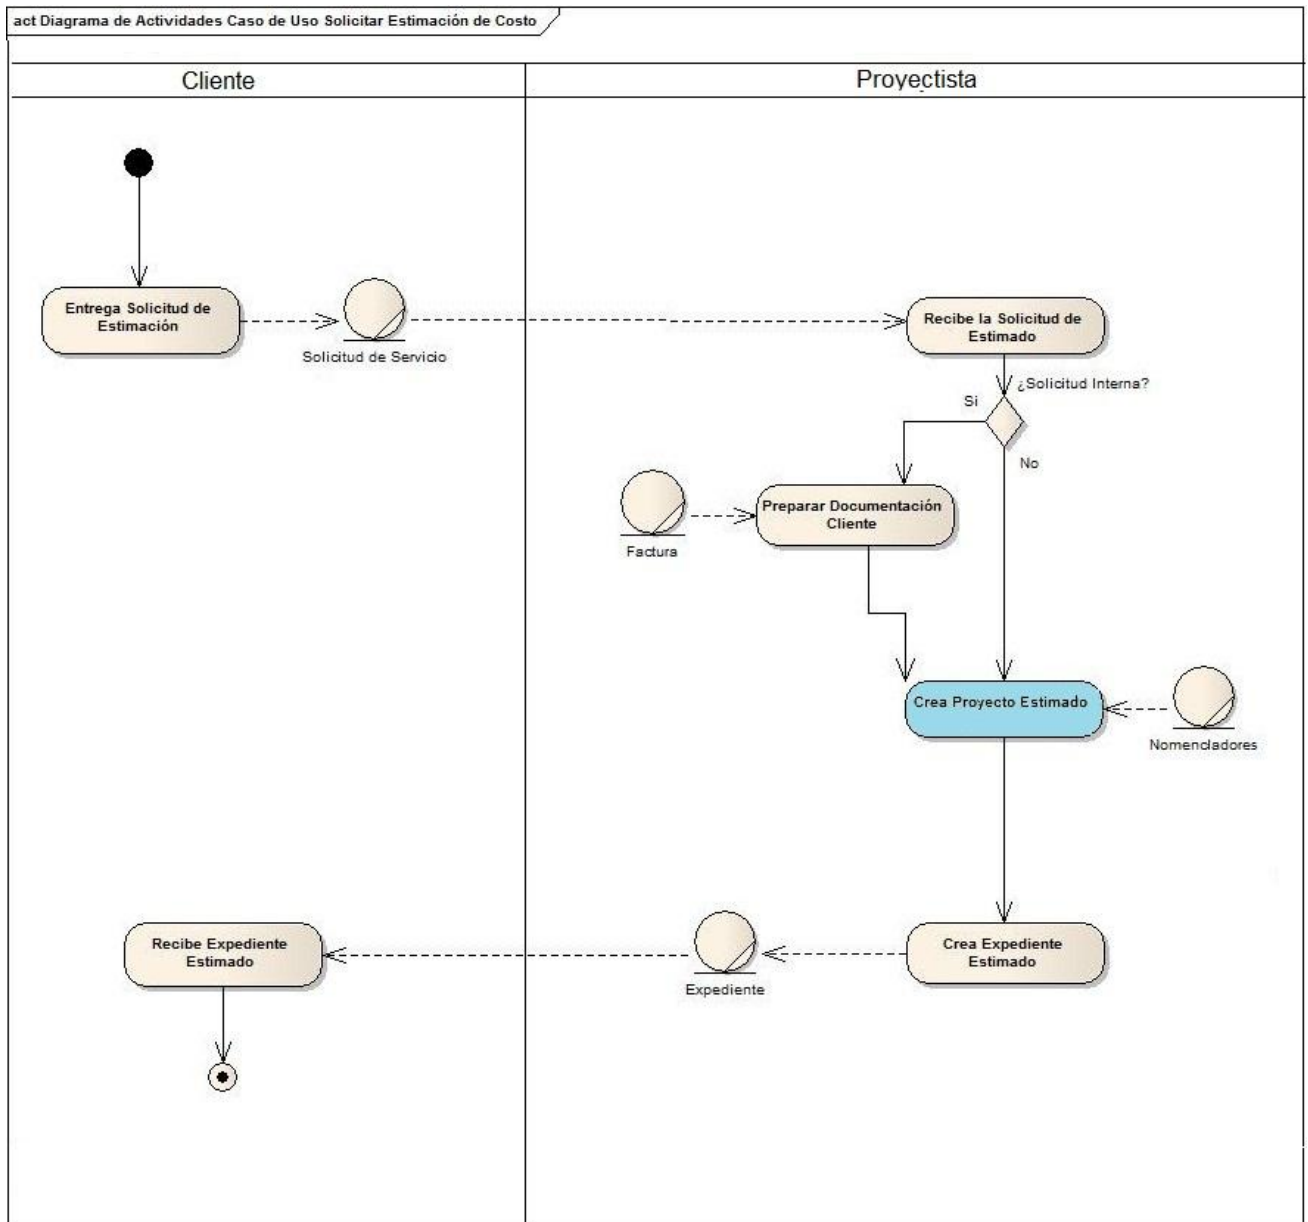 act Diagrama de Actividades Caso de Uso Solicitar Estimación de Costo
Cliente
Proyectista
Entrega Solicitud de
Estimación
Solicitud de Servicio
Recibe la Solicitud de
Estimado
¿Solicitud Interna?
Si
No
Preparar Documentación
Cliente
Factura
Crea Proyecto Estimado
Nomencladores
Recibe Expediente
Estimado
Expediente
Crea Expediente
Estimado